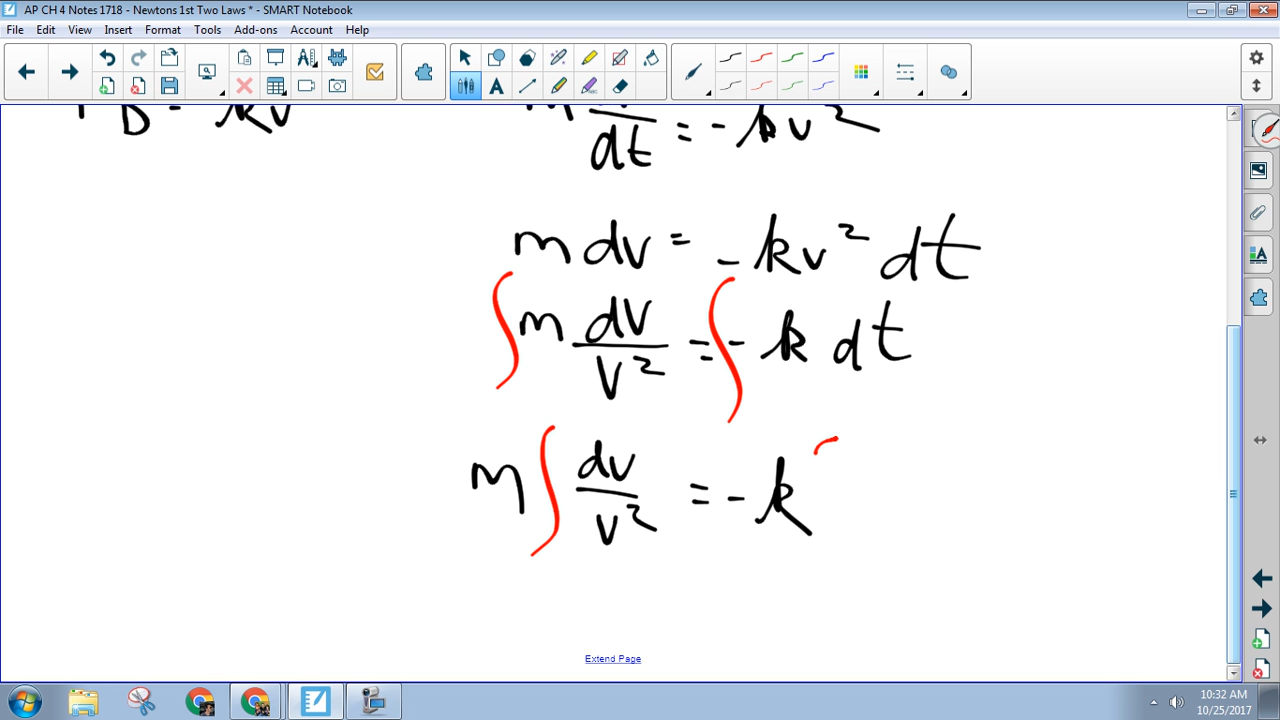 AP CH 4 Notes 1718 - Newtons 1st Two Laws * - SMART Notebook
File Edit View Insert Format Tools Add-ons Account Help
dt = - kv²
m dv = - kv² dt
∫ m dv/v² = ∫ - k dt
m ∫ dv/v² = - k
Extend Page
10:32 AM
10/25/2017